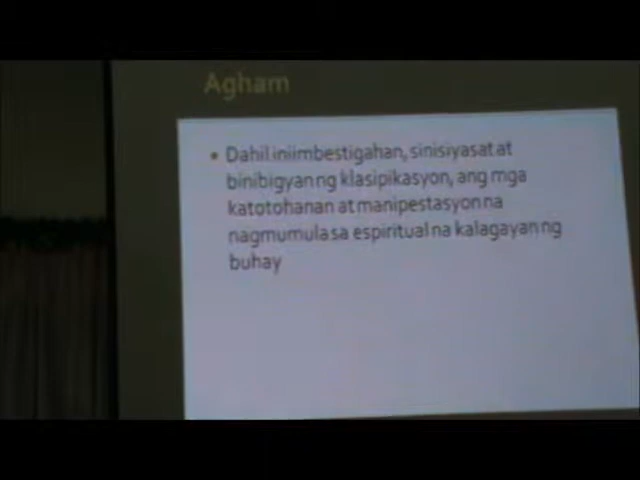 Agham
• Dahil iniimbestigahan, sinisiyasat at
binibigyan ng klasipikasyon, ang mga
katotohanan at manipestasyon na
nagmumula sa espiritual na kalagayan ng
buhay